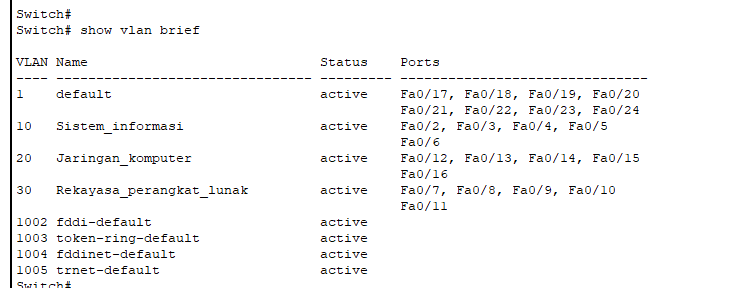 Switch#
Switch# show vlan brief
VLAN Name                             Status    Ports
---- -------------------------------- --------- -------------------------------
1    default                          active    Fa0/17, Fa0/18, Fa0/19, Fa0/20
                                                Fa0/21, Fa0/22, Fa0/23, Fa0/24
10   Sistem_informasi                 active    Fa0/2, Fa0/3, Fa0/4, Fa0/5
                                                Fa0/6
20   Jaringan_komputer                active    Fa0/12, Fa0/13, Fa0/14, Fa0/15
                                                Fa0/16
30   Rekayasa_perangkat_lunak         active    Fa0/7, Fa0/8, Fa0/9, Fa0/10
                                                Fa0/11
1002 fddi-default                     active
1003 token-ring-default               active
1004 fddinet-default                  active
1005 trnet-default                    active
Switch#